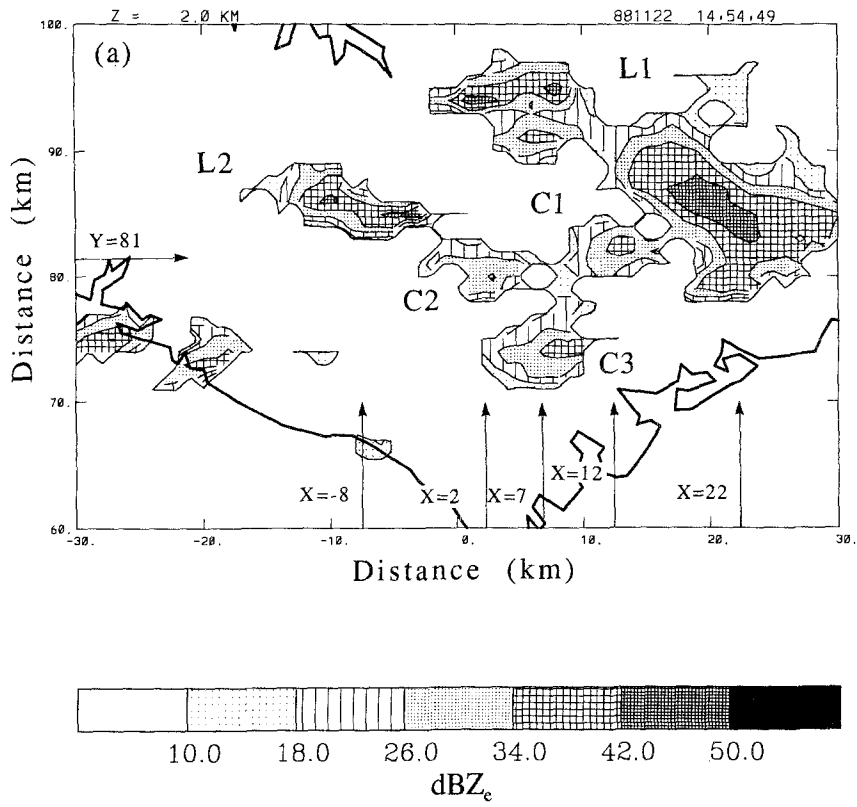 Z = 2.0 KM 881122 14:54:49
100.
(a)
L1
90.
L2
C1
Y=81
80.
C2
C3
70.
X=12
X=-8 X=2 X=7 X=22
60.
-30. -20. -10. 0. 10. 20. 30.
Distance (km)
Distance (km)
10.0 18.0 26.0 34.0 42.0 50.0
dBZe